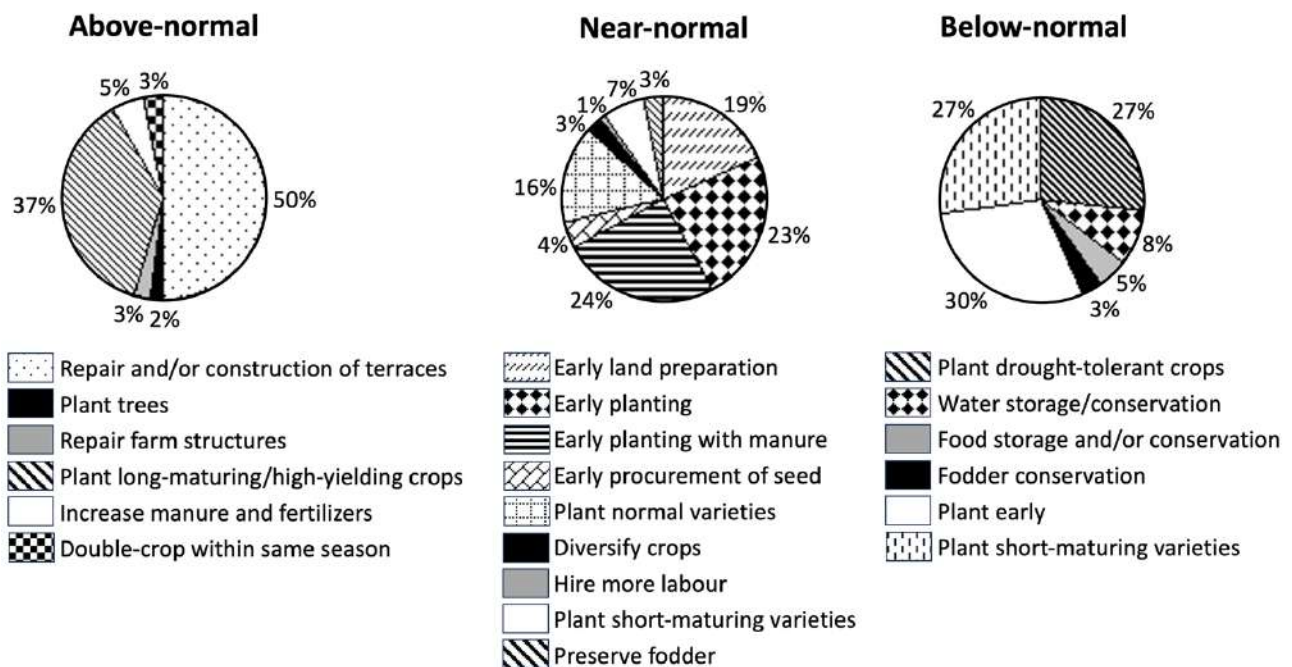 Above-normal
Near-normal
Below-normal
5%
3%
37%
50%
3%
2%
7%
3%
1%
3%
19%
16%
23%
4%
24%
27%
27%
8%
5%
30%
3%
Repair and/or construction of terraces
Plant trees
Repair farm structures
Plant long-maturing/high-yielding crops
Increase manure and fertilizers
Double-crop within same season
Early land preparation
Early planting
Early planting with manure
Early procurement of seed
Plant normal varieties
Diversify crops
Hire more labour
Plant short-maturing varieties
Preserve fodder
Plant drought-tolerant crops
Water storage/conservation
Food storage and/or conservation
Fodder conservation
Plant early
Plant short-maturing varieties